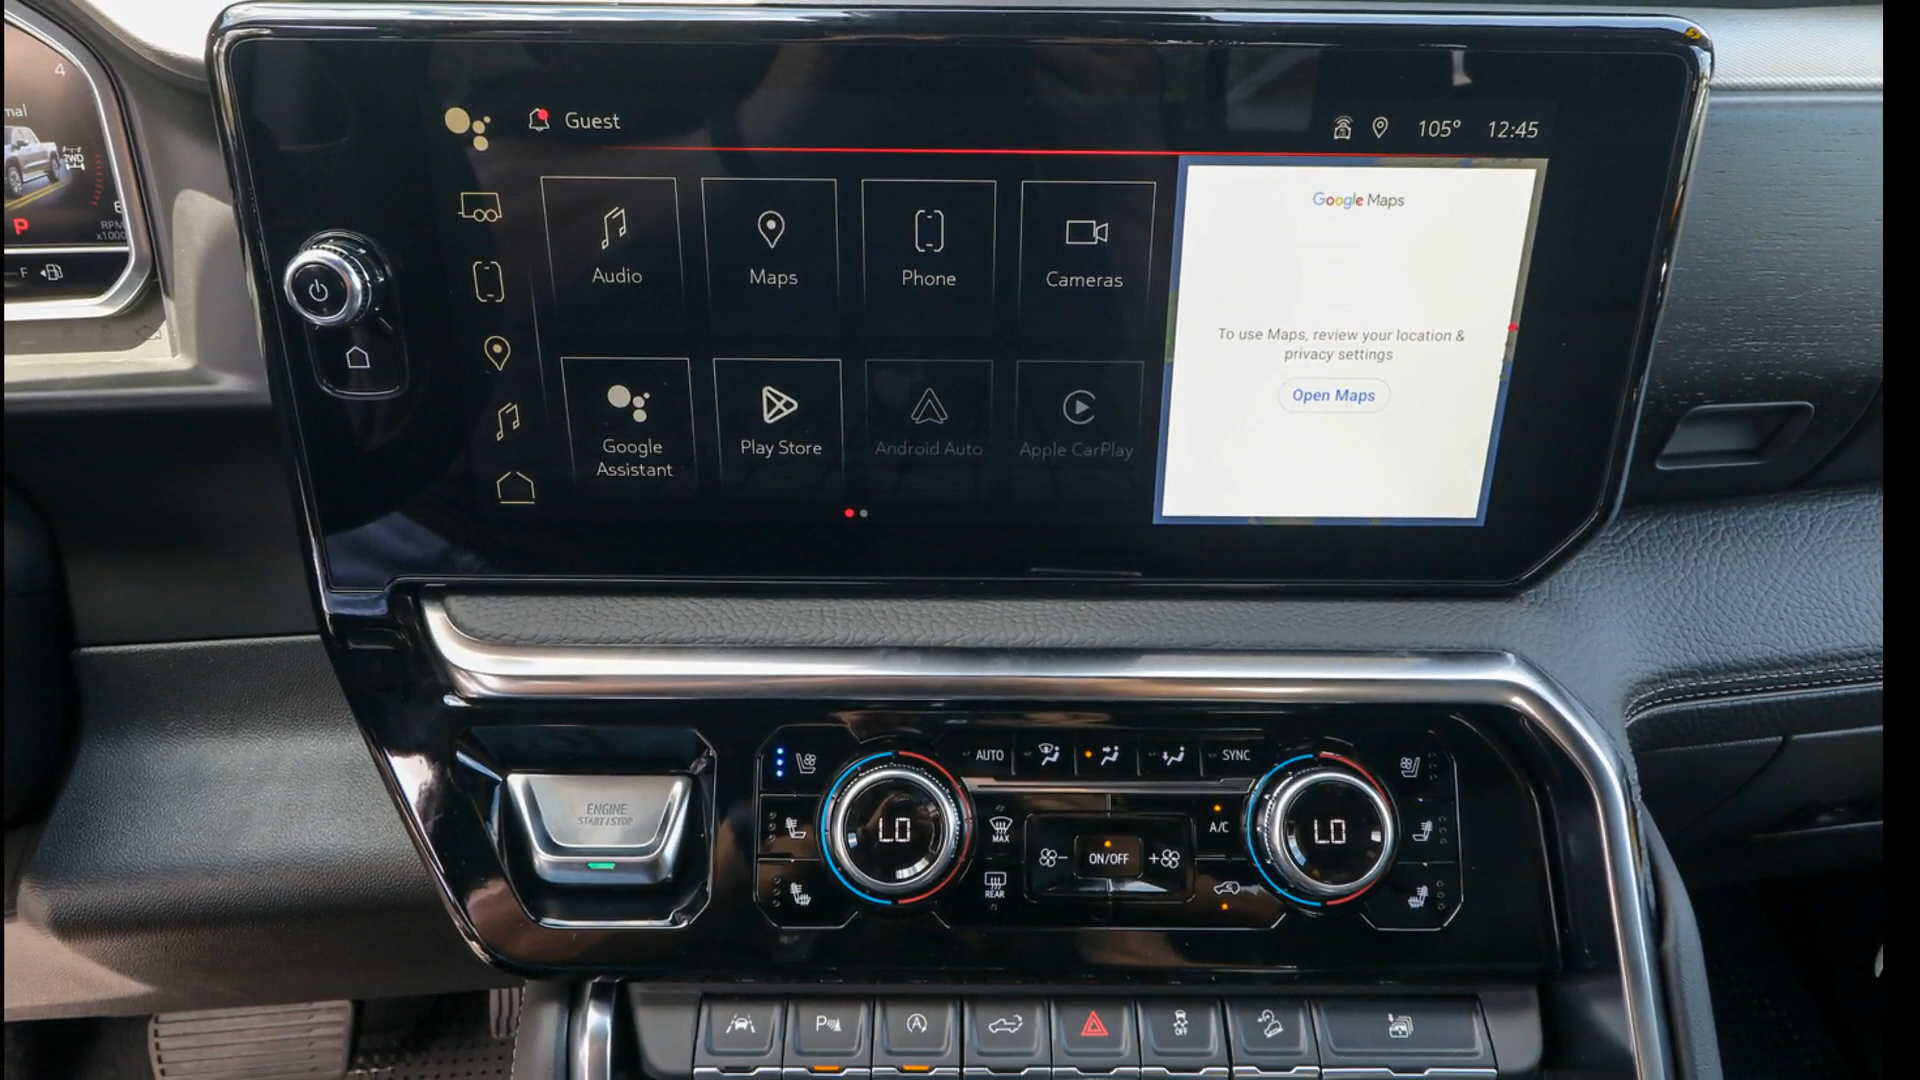 4
2WD
P
RPM
x1000
F
Guest
105° 12:45
Audio
Maps
Phone
Cameras
Google
Assistant
Play Store
Android Auto
Apple CarPlay
Google Maps
To use Maps, review your location &
privacy settings
Open Maps
ENGINE
START/STOP
AUTO
SYNC
LO
MAX
A/C
LO
ON/OFF
REAR
P
A
OFF